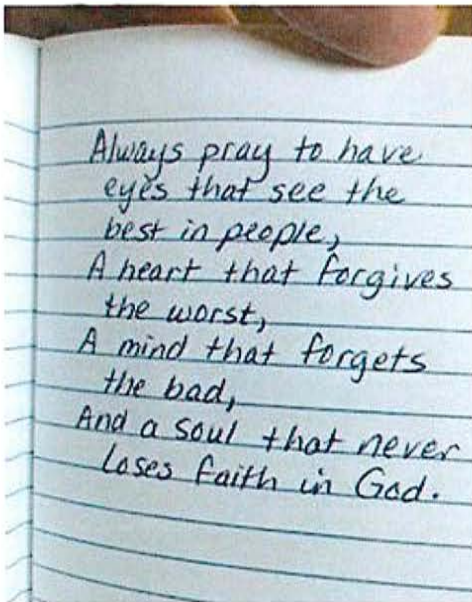 Always pray to have
eyes that see the
best in people,
A heart that forgives
the worst,
A mind that forgets
the bad,
And a soul that never
loses faith in God.